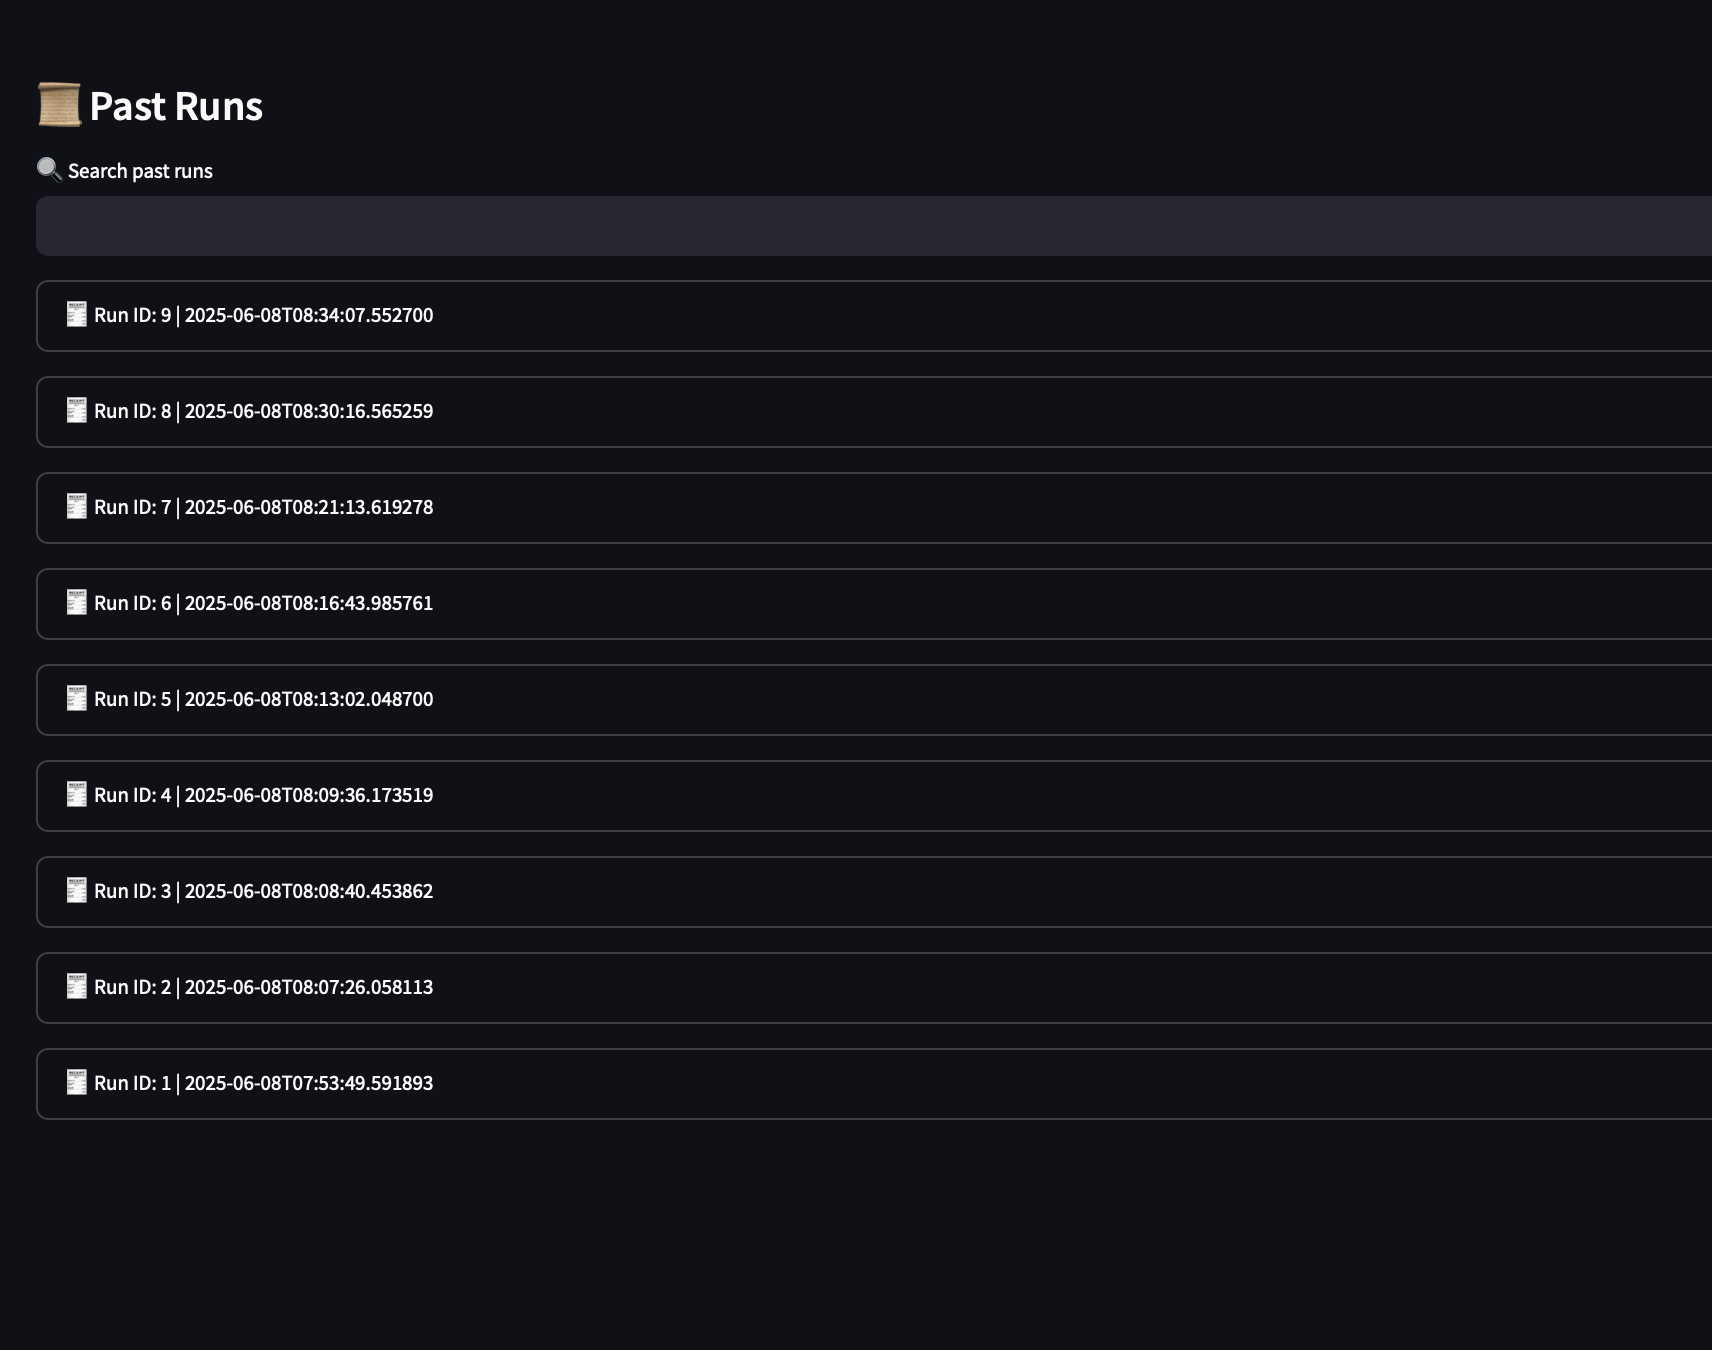 Past Runs
Search past runs
Run ID: 9 | 2025-06-08T08:34:07.552700
Run ID: 8 | 2025-06-08T08:30:16.565259
Run ID: 7 | 2025-06-08T08:21:13.619278
Run ID: 6 | 2025-06-08T08:16:43.985761
Run ID: 5 | 2025-06-08T08:13:02.048700
Run ID: 4 | 2025-06-08T08:09:36.173519
Run ID: 3 | 2025-06-08T08:08:40.453862
Run ID: 2 | 2025-06-08T08:07:26.058113
Run ID: 1 | 2025-06-08T07:53:49.591893